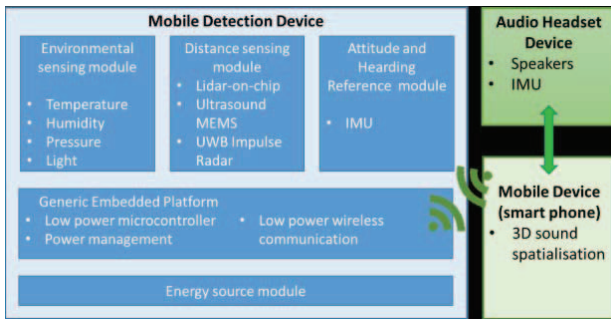 Mobile Detection Device
Environmental
sensing module
• Temperature
• Humidity
• Pressure
• Light
Distance sensing
module
• Lidar-on-chip
• Ultrasound
MEMS
• UWB Impulse
Radar
Attitude and
Hearding
Reference module
• IMU
Generic Embedded Platform
• Low power microcontroller
• Power management
• Low power wireless
communication
Energy source module
Audio Headset
Device
• Speakers
• IMU
Mobile Device
(smart phone)
• 3D sound
spatialisation